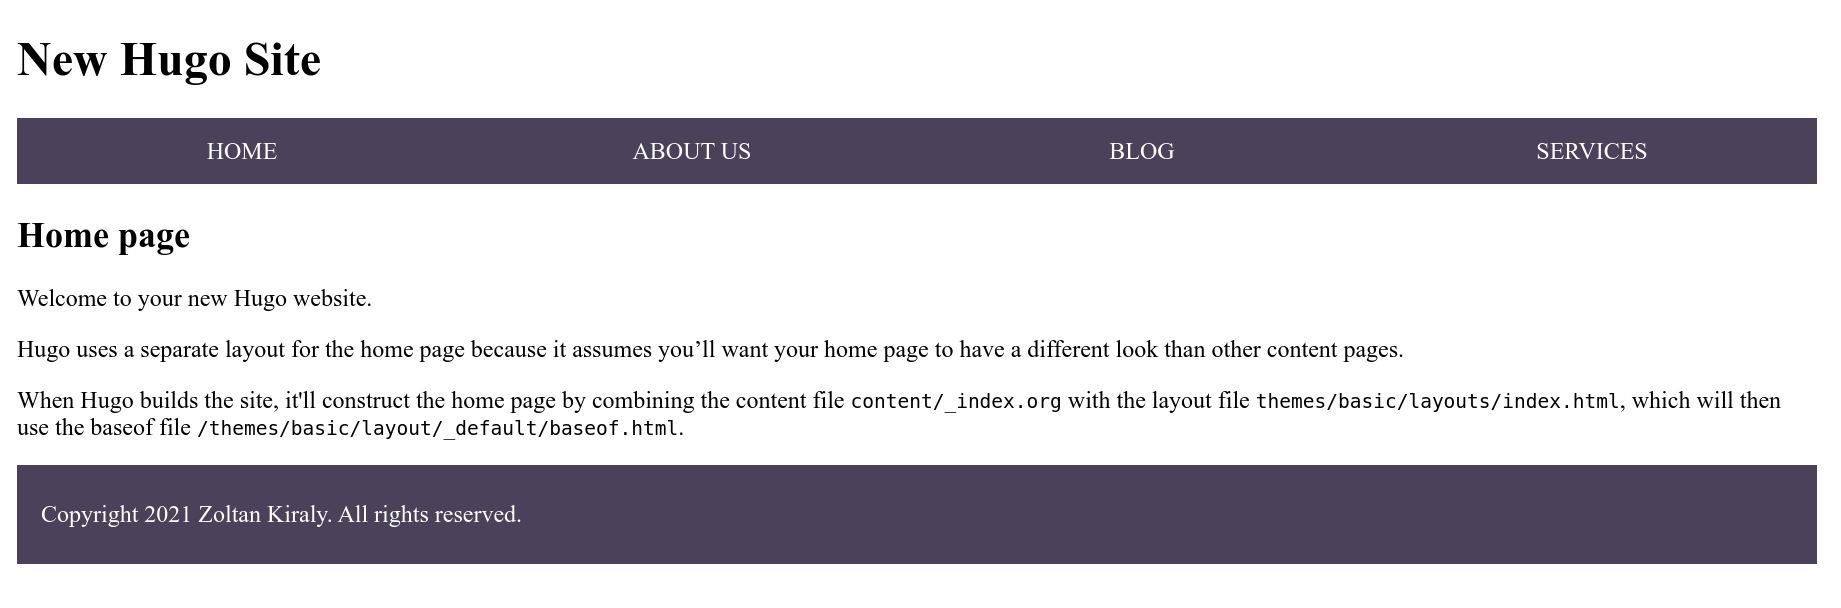 New Hugo Site
HOME ABOUT US BLOG SERVICES
Home page
Welcome to your new Hugo website.
Hugo uses a separate layout for the home page because it assumes you’ll want your home page to have a different look than other content pages.
When Hugo builds the site, it'll construct the home page by combining the content file content/_index.org with the layout file themes/basic/layouts/index.html, which will then
use the baseof file /themes/basic/layout/_default/baseof.html.
Copyright 2021 Zoltan Kiraly. All rights reserved.